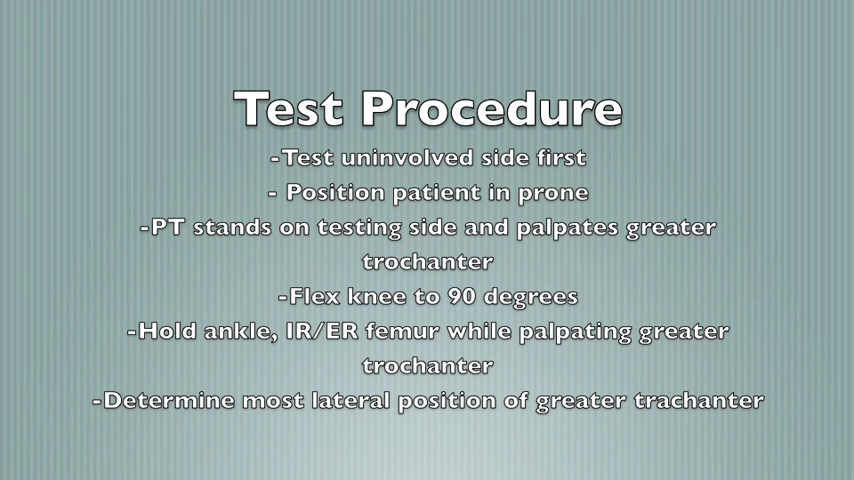 Test Procedure
-Test uninvolved side first
- Position patient in prone
-PT stands on testing side and palpates greater
trochanter
-Flex knee to 90 degrees
-Hold ankle, IR/ER femur while palpating greater
trochanter
-Determine most lateral position of greater trachanter